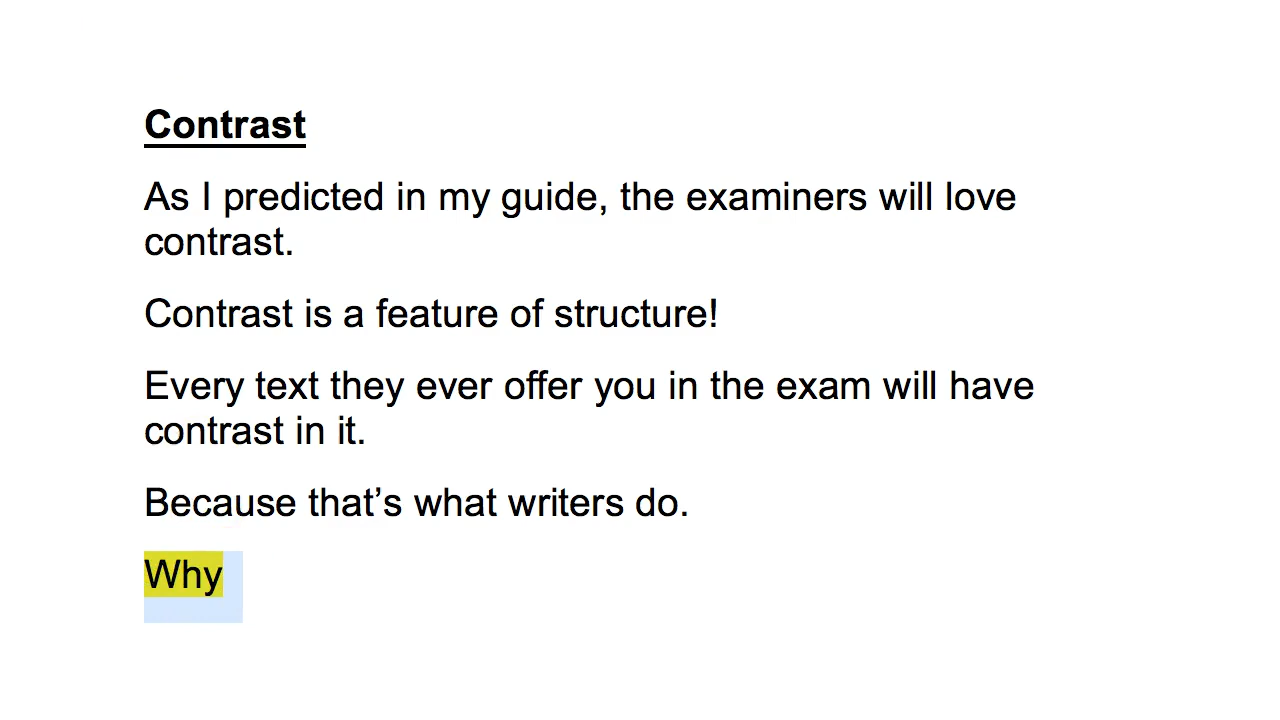 Contrast
As I predicted in my guide, the examiners will love
contrast.
Contrast is a feature of structure!
Every text they ever offer you in the exam will have
contrast in it.
Because that’s what writers do.
Why